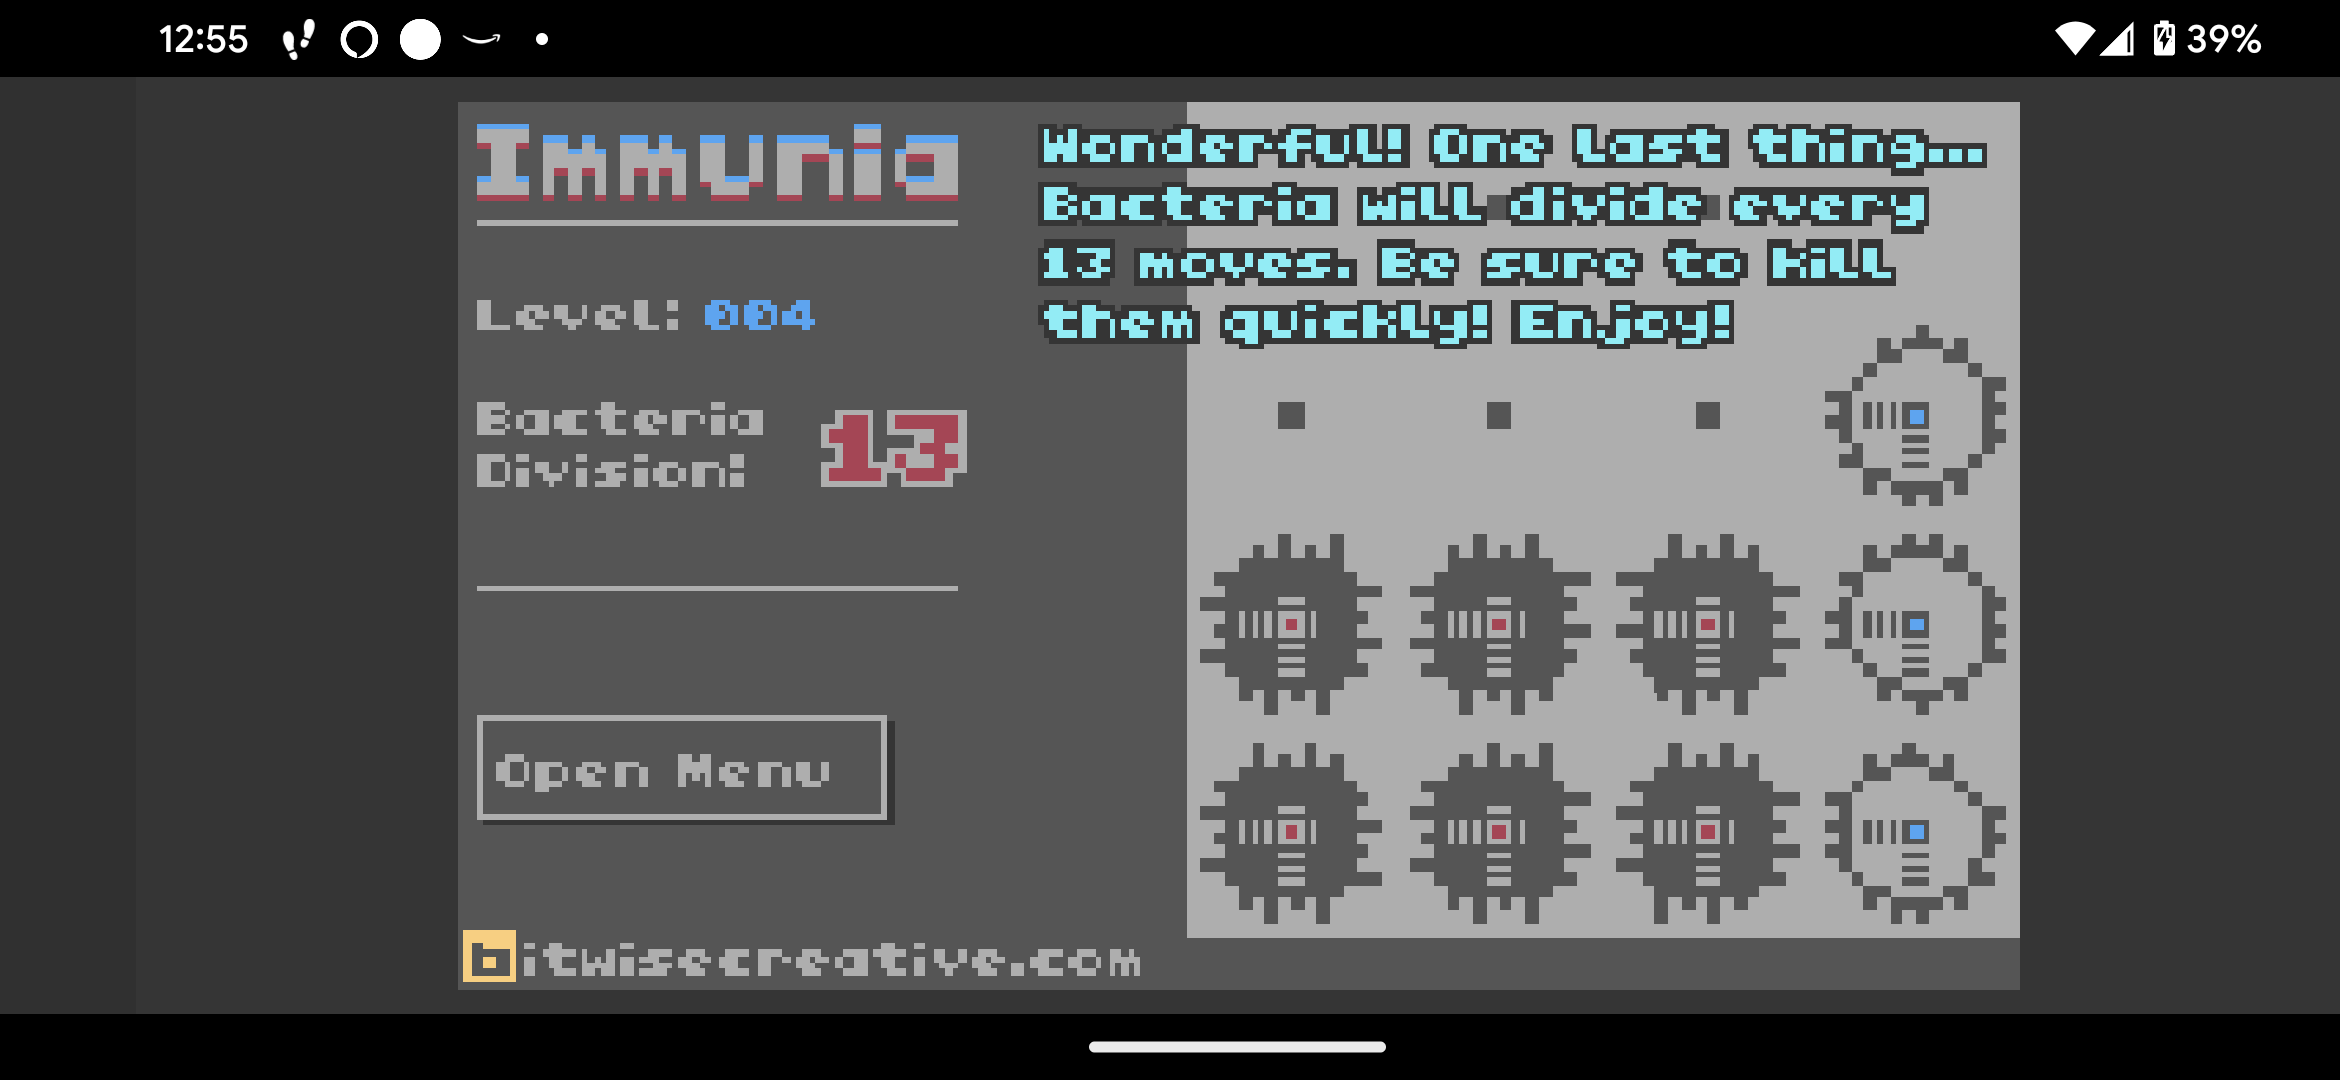 12:55
39%
Immunia
Wonderful! One last thing...
Bacteria will divide every
13 moves. Be sure to kill
them quickly! Enjoy!
Level: 004
Bacteria
Division: 13
Open Menu
bitwisecreative.com